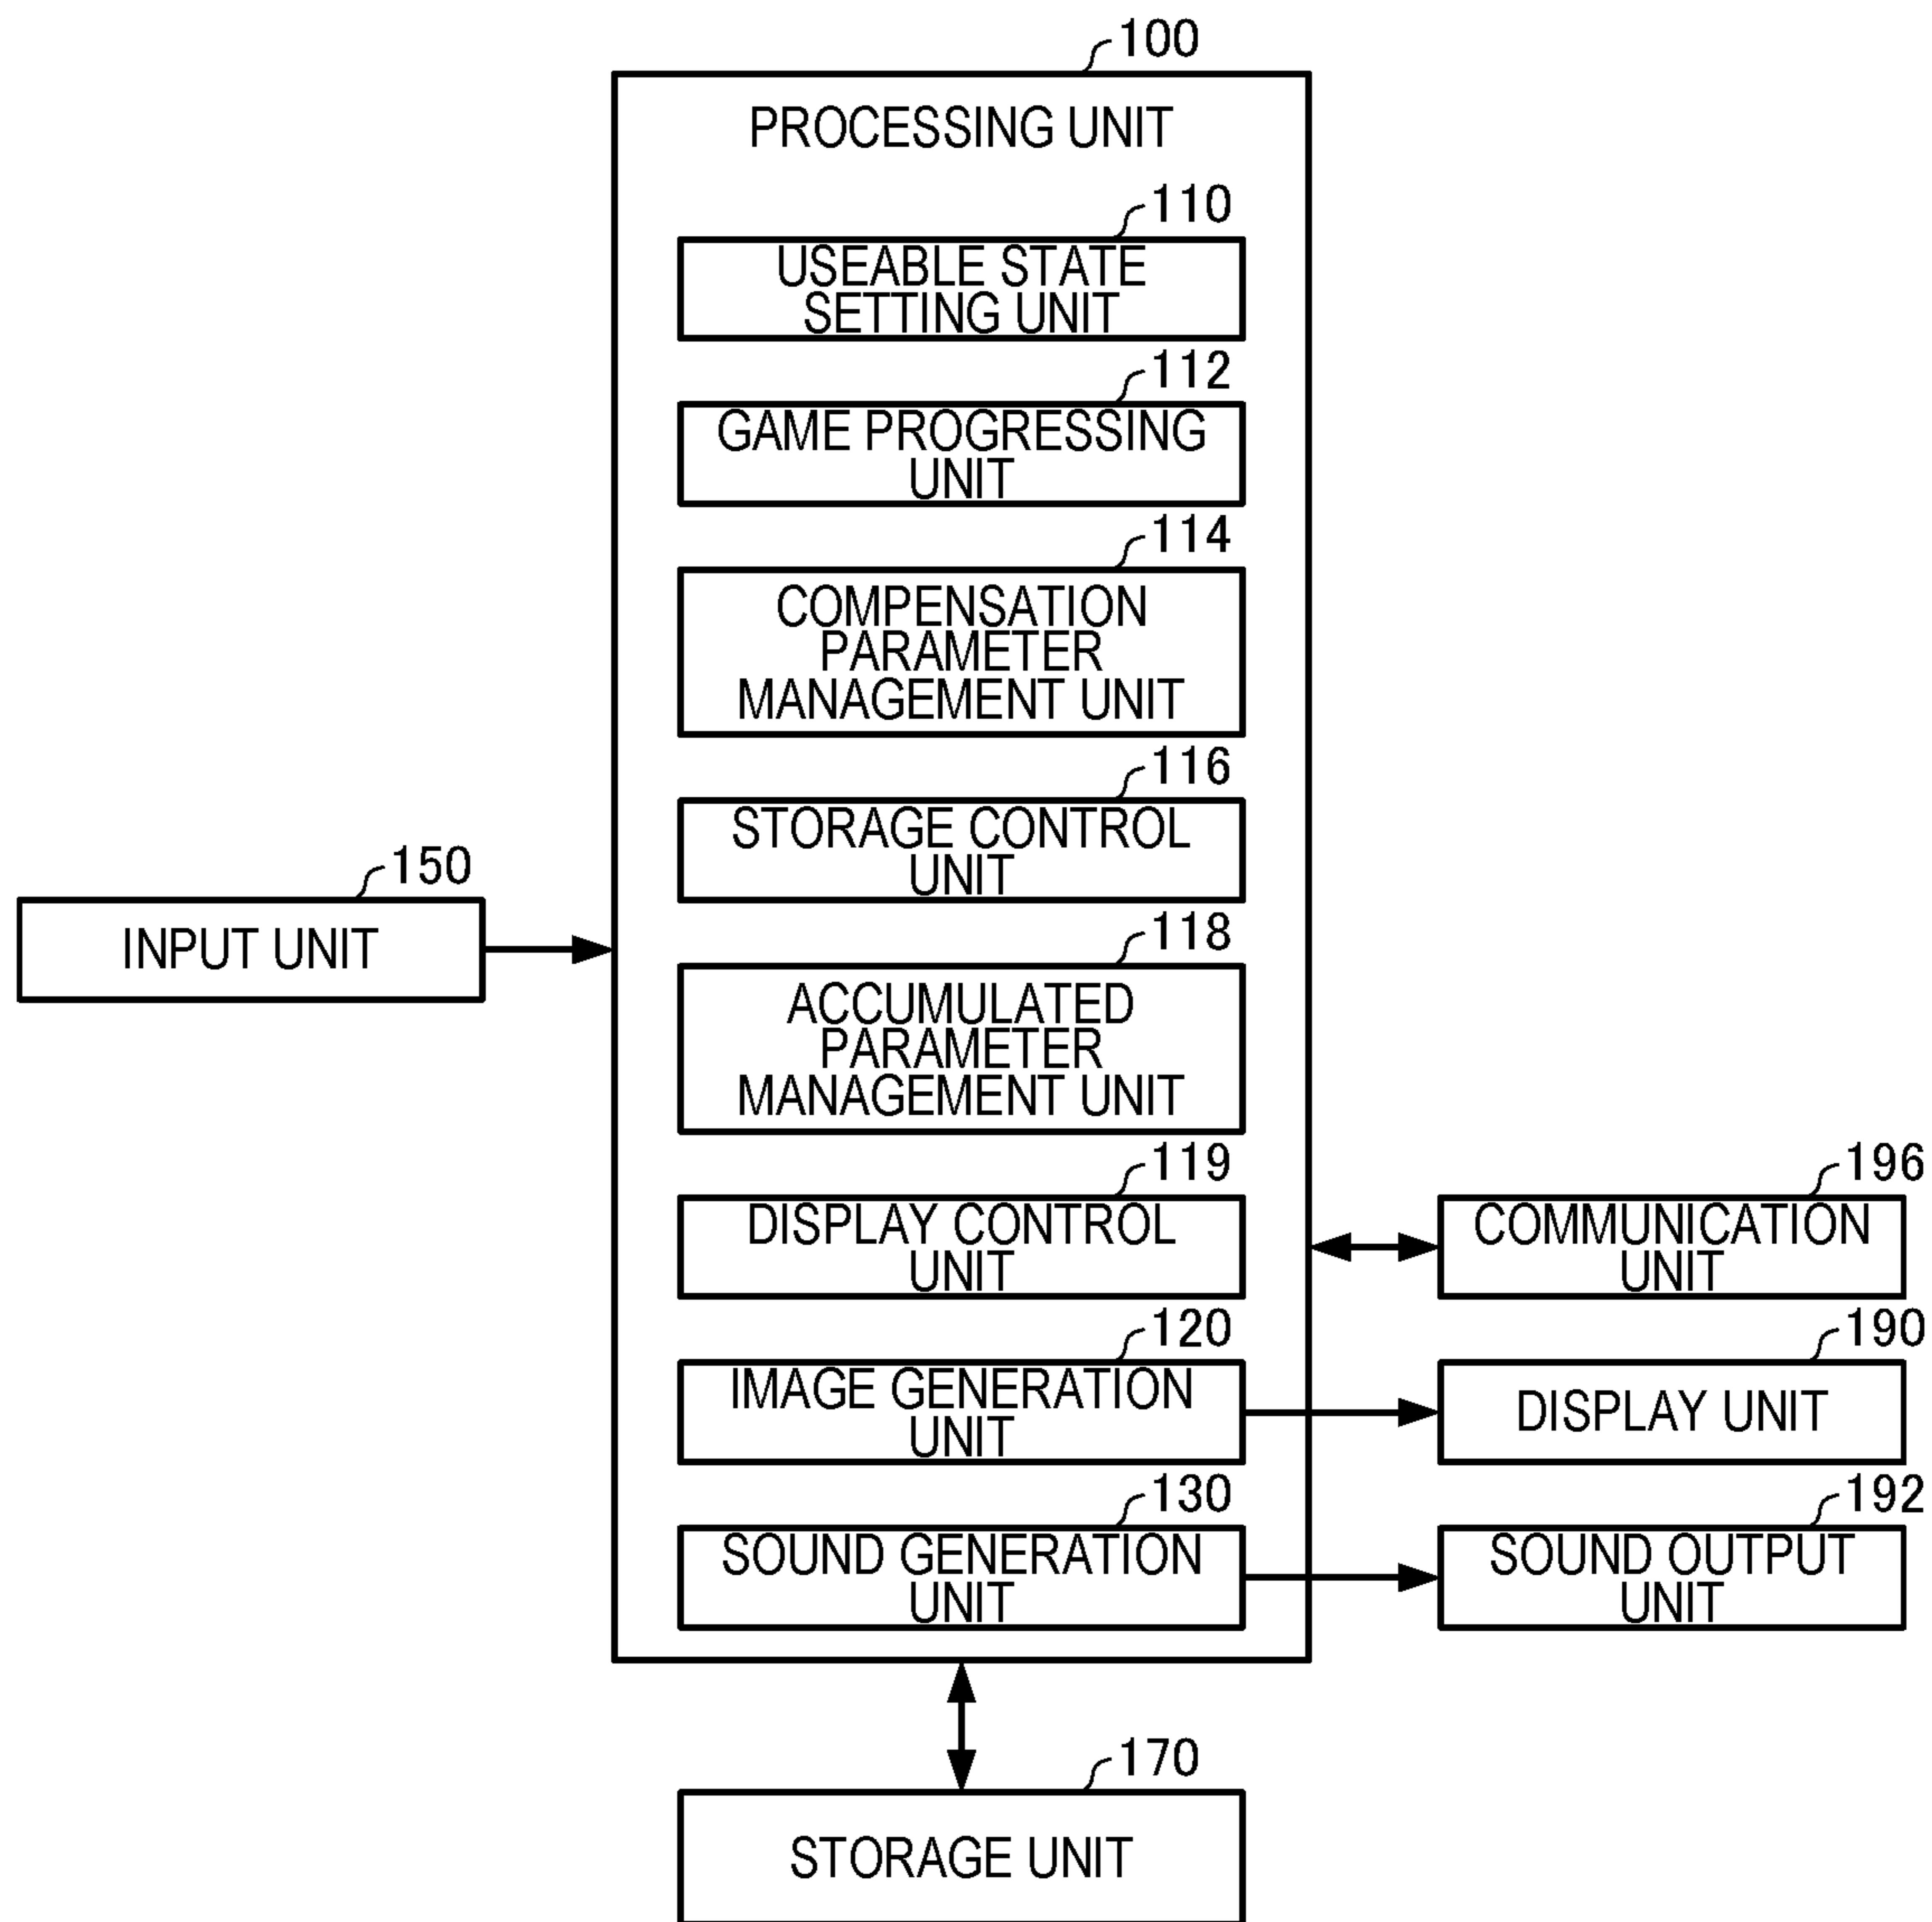 100
PROCESSING UNIT
110
USEABLE STATE
SETTING UNIT
112
GAME PROGRESSING
UNIT
114
COMPENSATION
PARAMETER
MANAGEMENT UNIT
116
STORAGE CONTROL
UNIT
150
INPUT UNIT
118
ACCUMULATED
PARAMETER
MANAGEMENT UNIT
119
DISPLAY CONTROL
UNIT
196
COMMUNICATION
UNIT
120
IMAGE GENERATION
UNIT
190
DISPLAY UNIT
130
SOUND GENERATION
UNIT
192
SOUND OUTPUT
UNIT
170
STORAGE UNIT